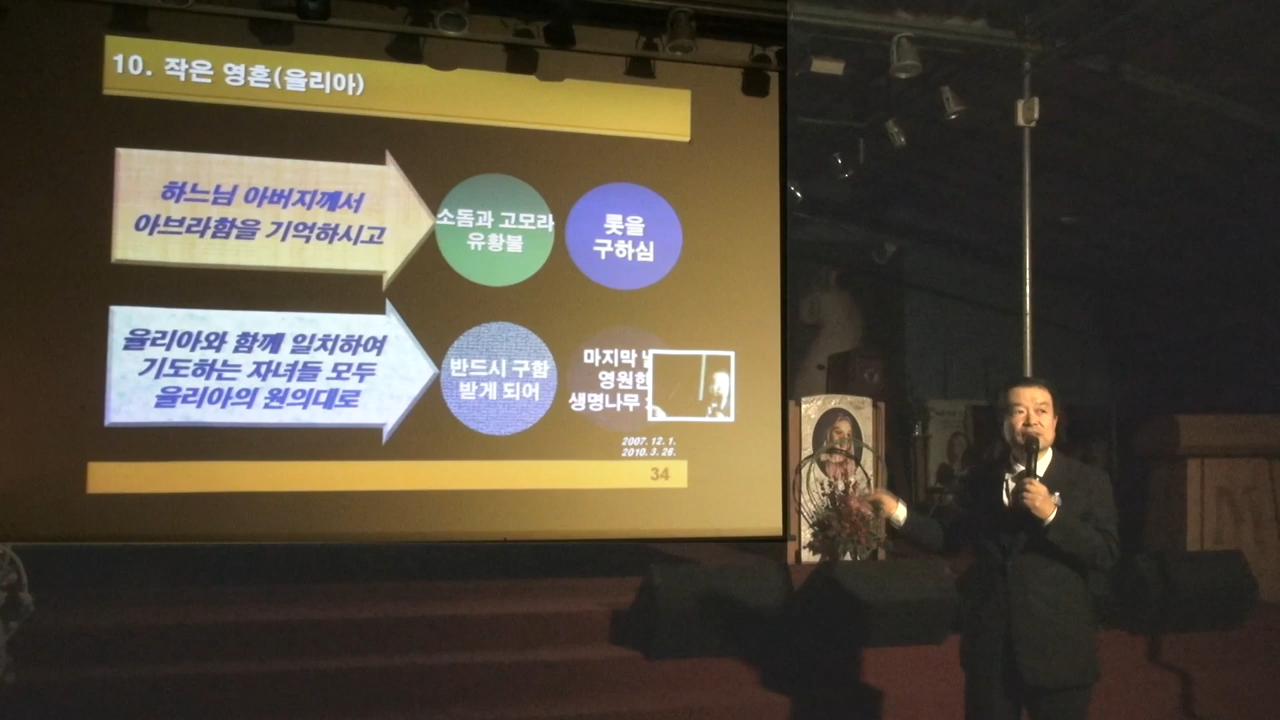 10. 작은 영혼(율리아)
하느님 아버지께서
아브라함을 기억하시고
소돔과 고모라
유황불
롯을
구하심
율리아와 함께 일치하여
기도하는 자녀들 모두
율리아의 원의대로
반드시 구함
받게 되어
마지막
영원한
생명나무
2007. 12. 1.
2010. 3. 26.
34